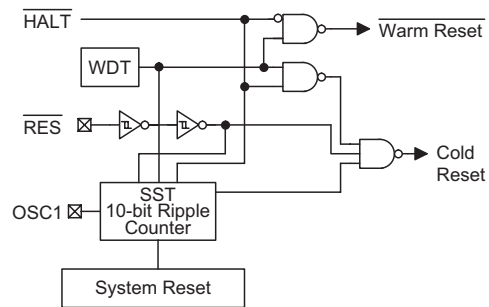 HALT
Warm Reset
WDT
RES
Cold
Reset
SST
10-bit Ripple
Counter
OSC1
System Reset